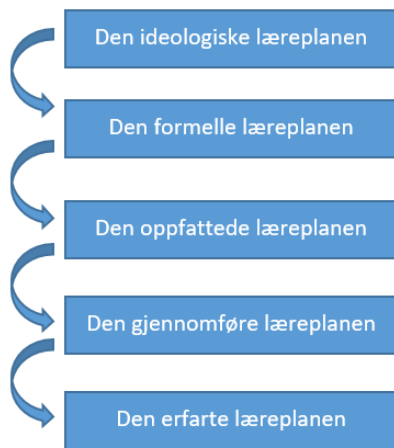 Den ideologiske læreplanen
Den formelle læreplanen
Den oppfattede læreplanen
Den gjennomføre læreplanen
Den erfarte læreplanen